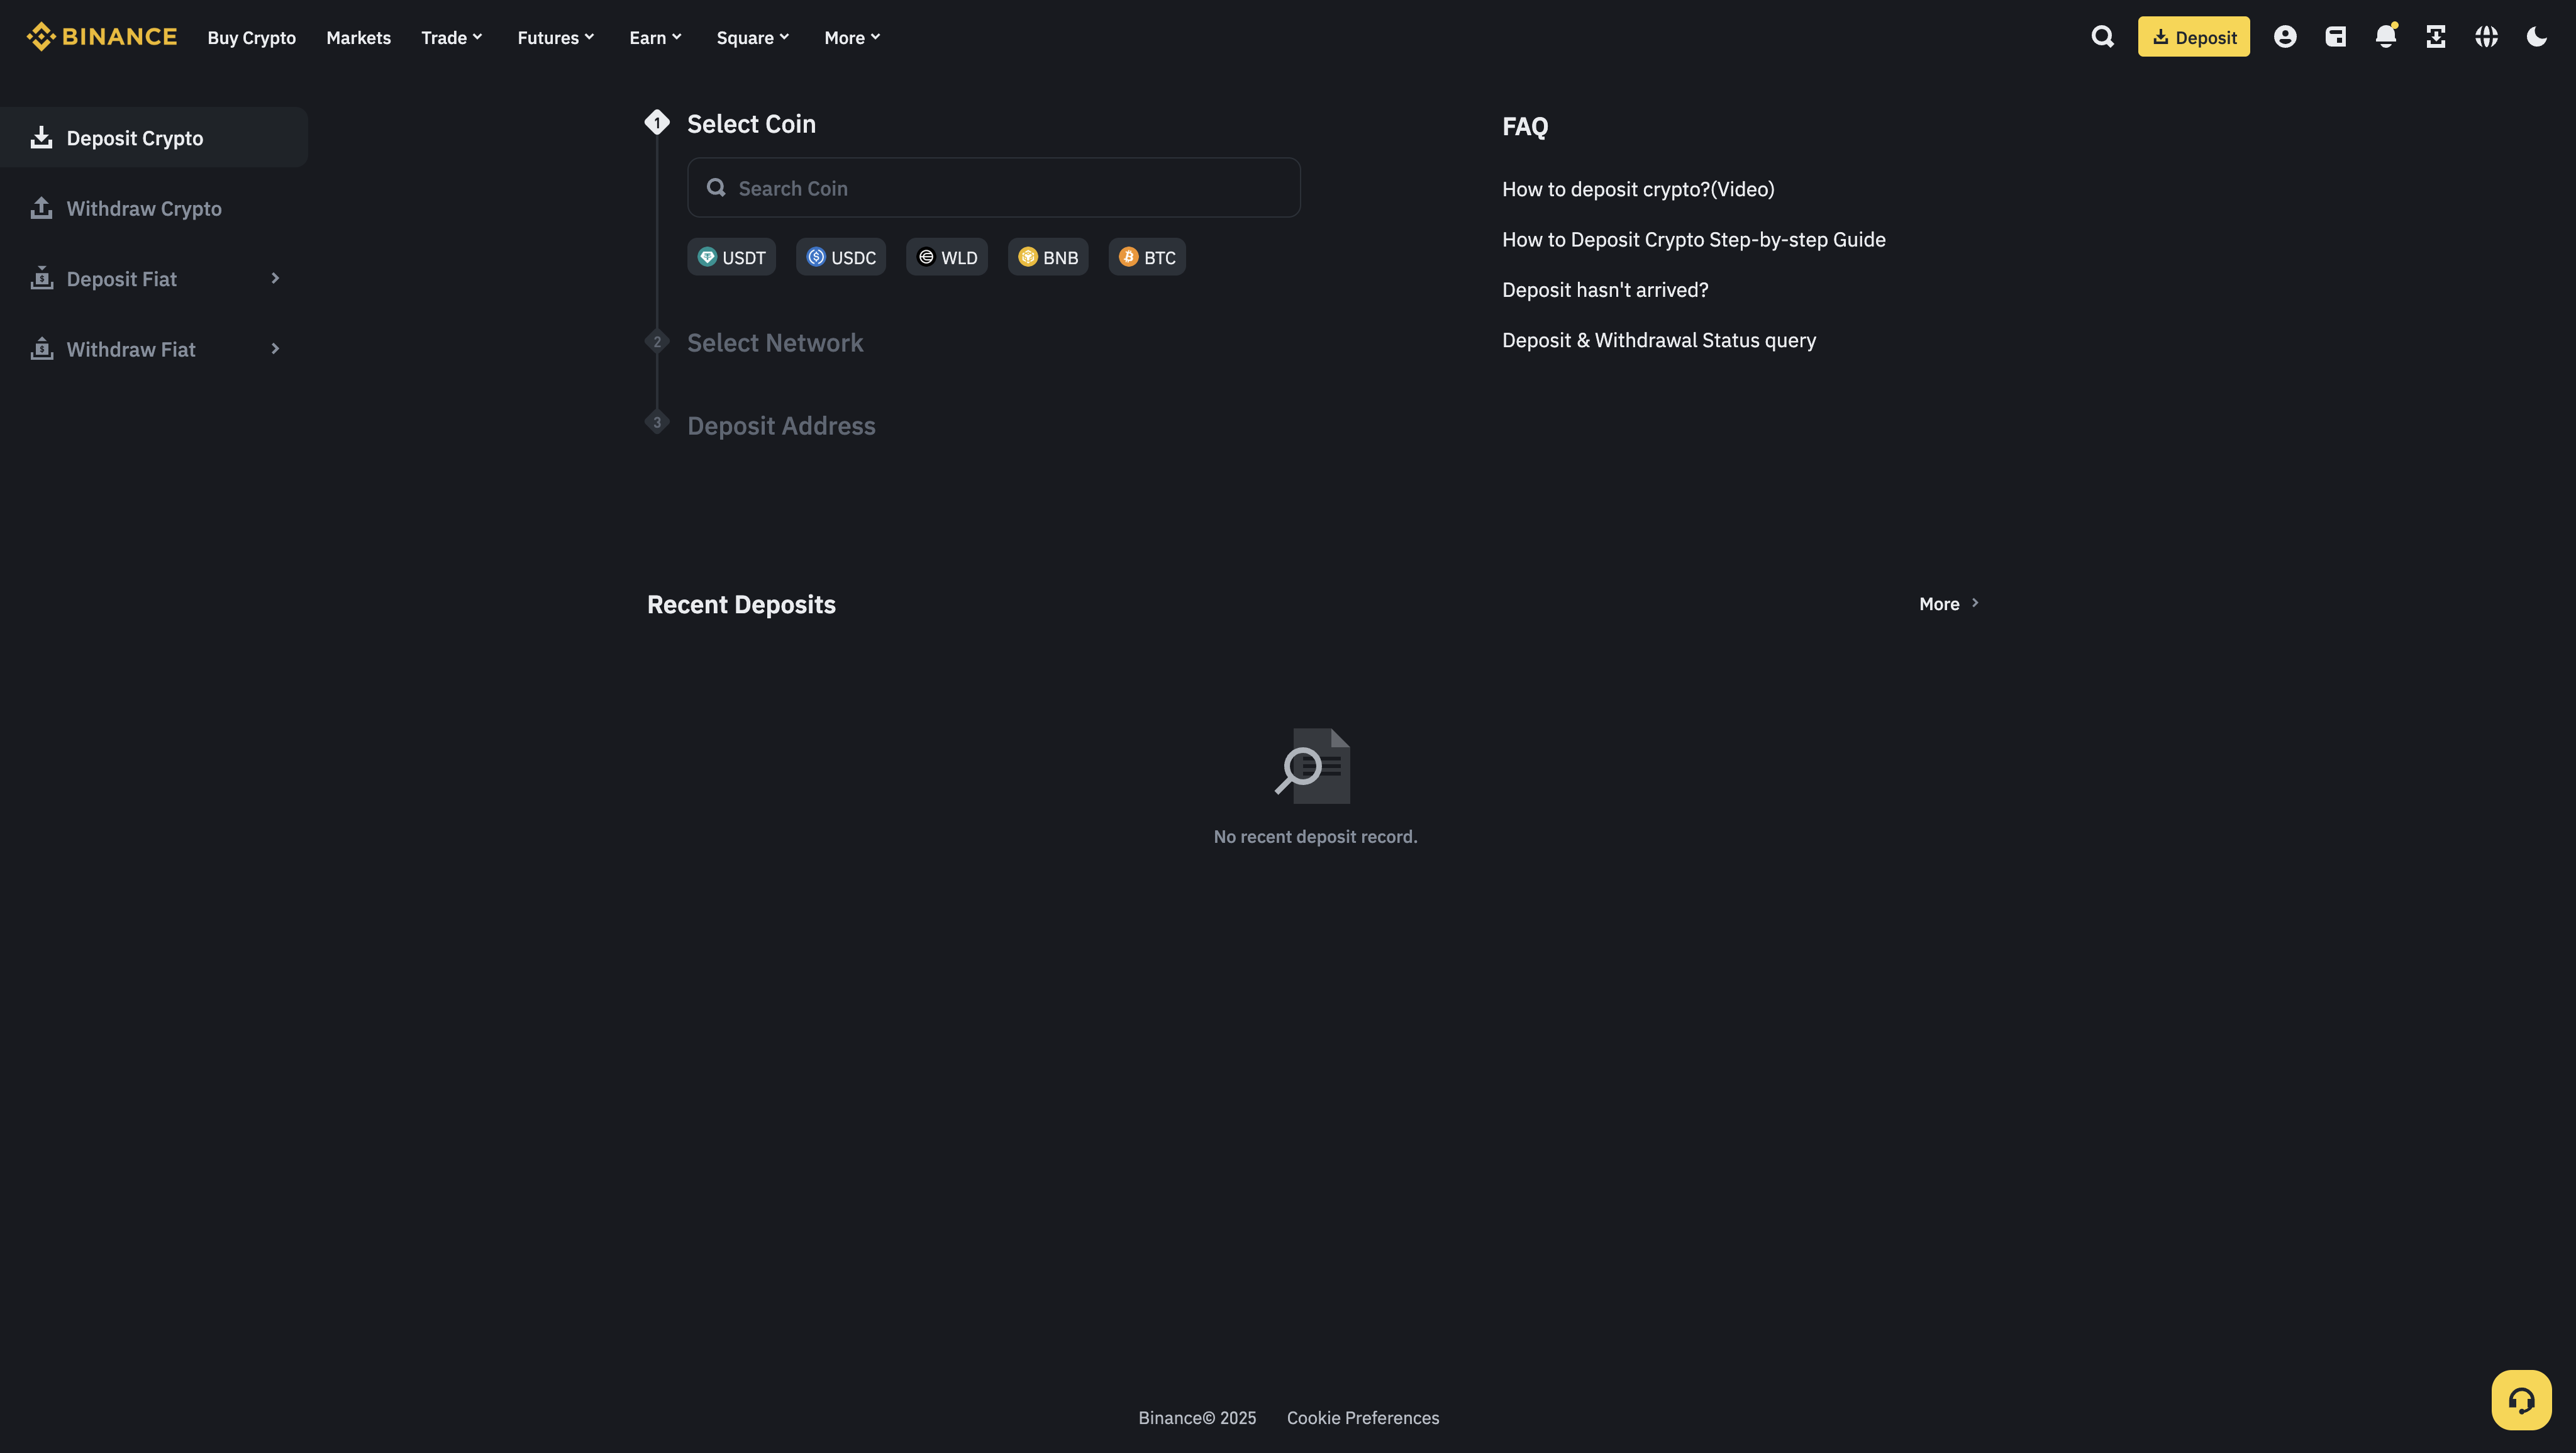 BINANCE
Buy Crypto
Markets
Trade
Futures
Earn
Square
More
Deposit
Deposit Crypto
Withdraw Crypto
Deposit Fiat
Withdraw Fiat
1
Select Coin
Search Coin
USDT
USDC
WLD
BNB
BTC
2
Select Network
3
Deposit Address
FAQ
How to deposit crypto?(Video)
How to Deposit Crypto Step-by-step Guide
Deposit hasn't arrived?
Deposit & Withdrawal Status query
Recent Deposits
More
No recent deposit record.
Binance© 2025
Cookie Preferences